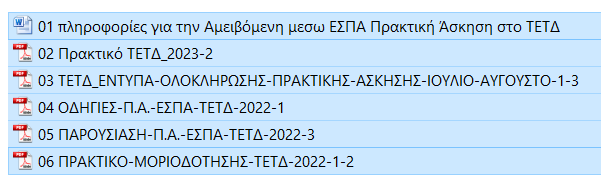 01 πληροφορίες για την Αμειβόμενη μεσω ΕΣΠΑ Πρακτική Άσκηση στο ΤΕΤΔ
02 Πρακτικό ΤΕΤΔ_2023-2
03 ΤΕΤΔ_ΕΝΤΥΠΑ-ΟΛΟΚΛΗΡΩΣΗΣ-ΠΡΑΚΤΙΚΗΣ-ΑΣΚΗΣΗΣ-ΙΟΥΛΙΟ-ΑΥΓΟΥΣΤΟ-1-3
04 ΟΔΗΓΙΕΣ-Π.Α.-ΕΣΠΑ-ΤΕΤΔ-2022-1
05 ΠΑΡΟΥΣΙΑΣΗ-Π.Α.-ΕΣΠΑ-ΤΕΤΔ-2022-3
06 ΠΡΑΚΤΙΚΟ-ΜΟΡΙΟΔΟΤΗΣΗΣ-ΤΕΤΔ-2022-1-2